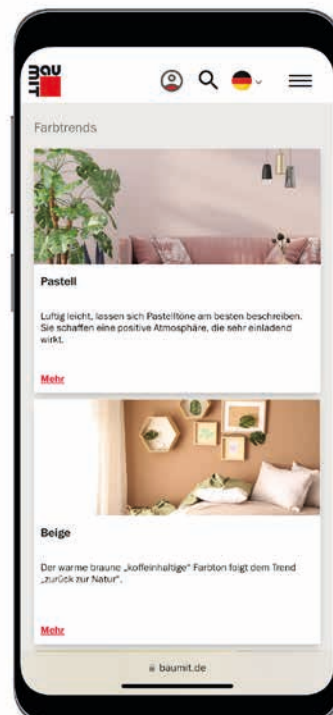 bau
mit
Farbtrends
Pastell
Luftig leicht, lassen sich Pastelltöne am besten beschreiben.
Sie schaffen eine positive Atmosphäre, die sehr einladend
wirkt.
Mehr
Beige
Der warme braune „koffeinhaltige“ Farbton folgt dem Trend
„zurück zur Natur“.
Mehr
baumit.de